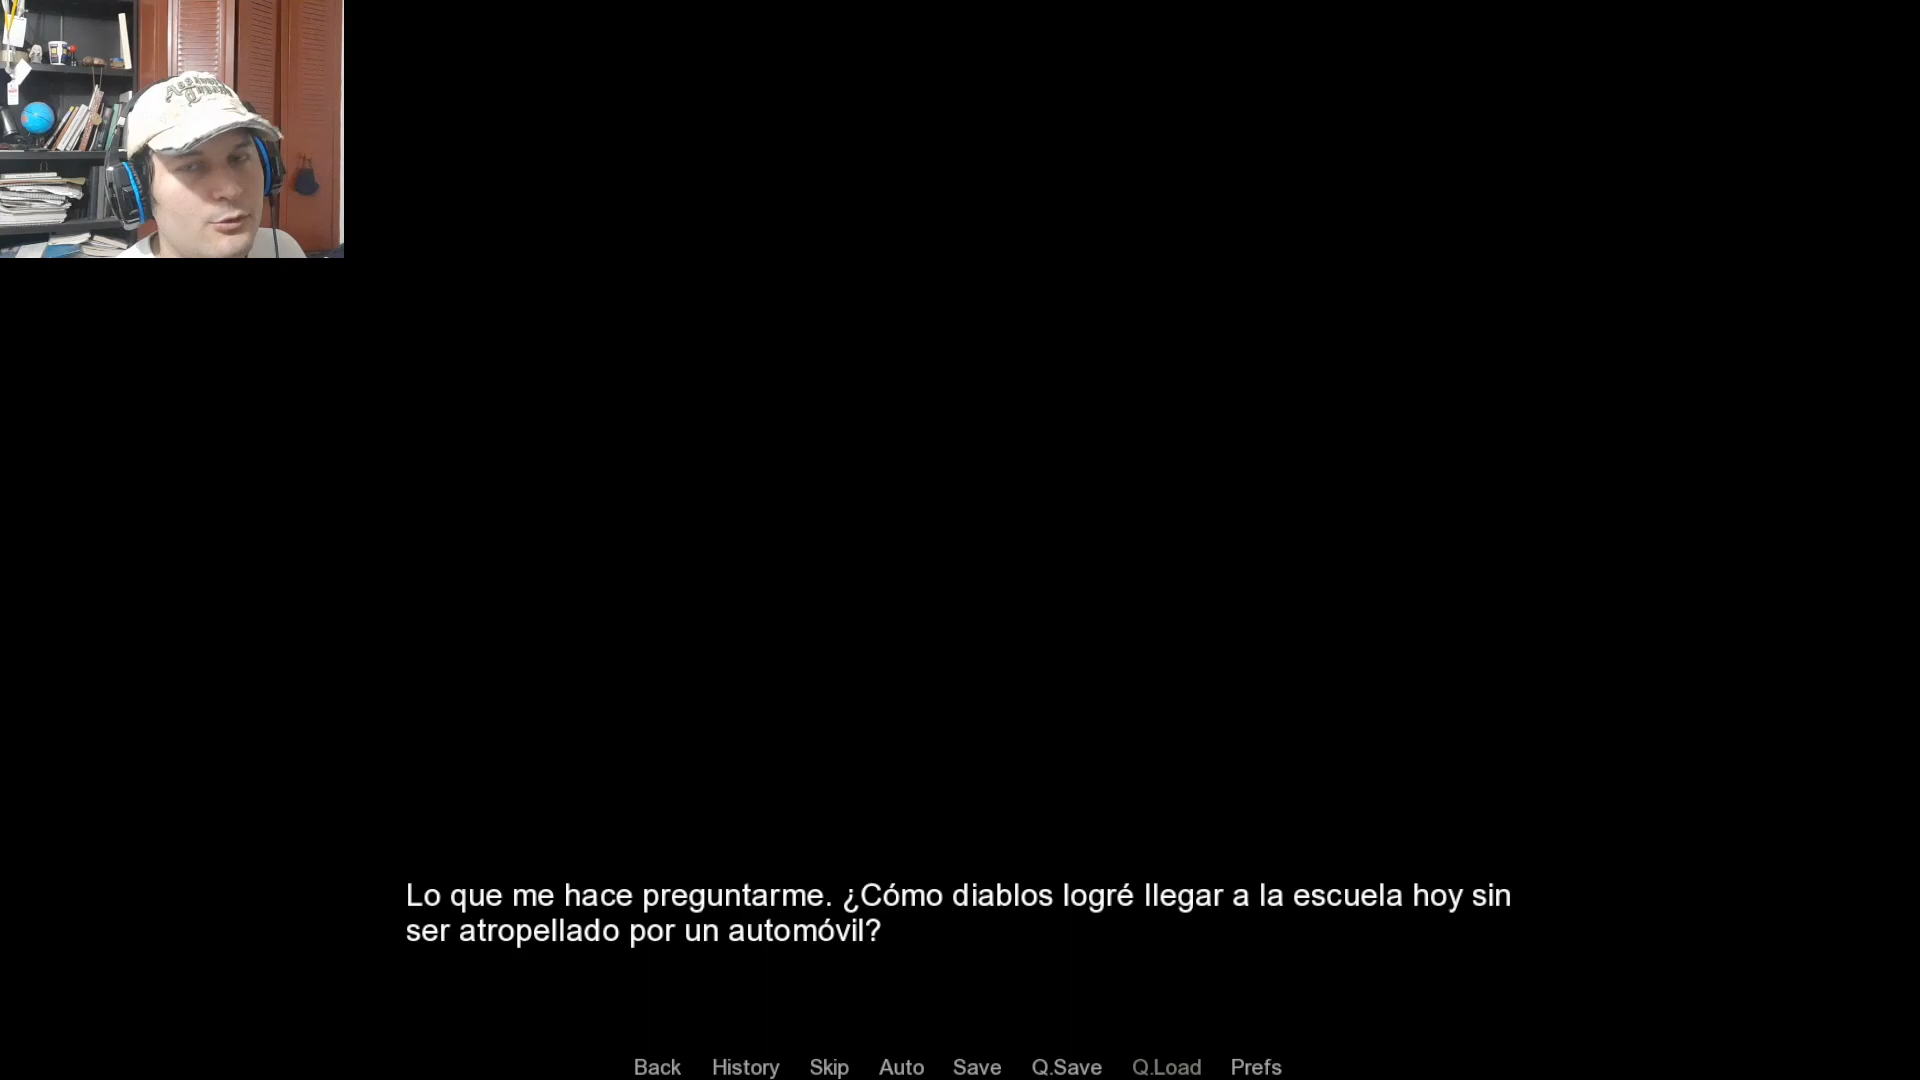 Lo que me hace preguntarme. ¿Cómo diablos logré llegar a la escuela hoy sin
ser atropellado por un automóvil?
Back History Skip Auto Save Q.Save Q.Load Prefs